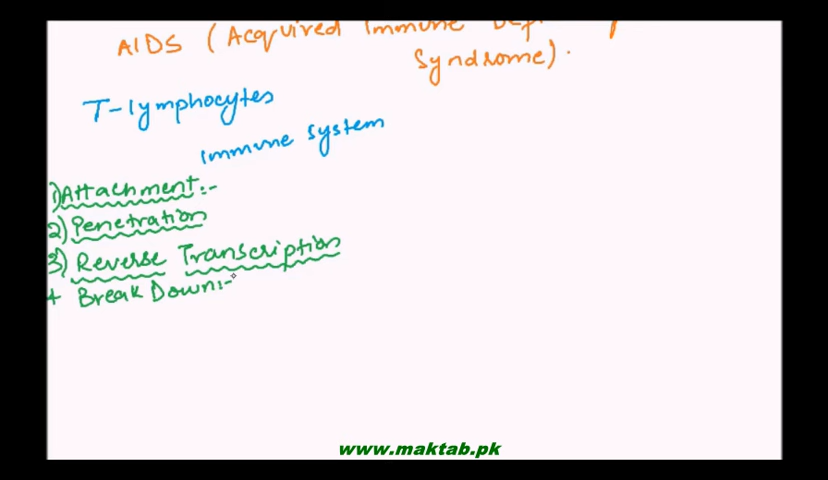 AIDS (Acquired Immune
Syndrome).
T-lymphocytes
immune system
1) Attachment:-
2) Penetration
3) Reverse Transcription
+ Break Down:-
www.maktab.pk